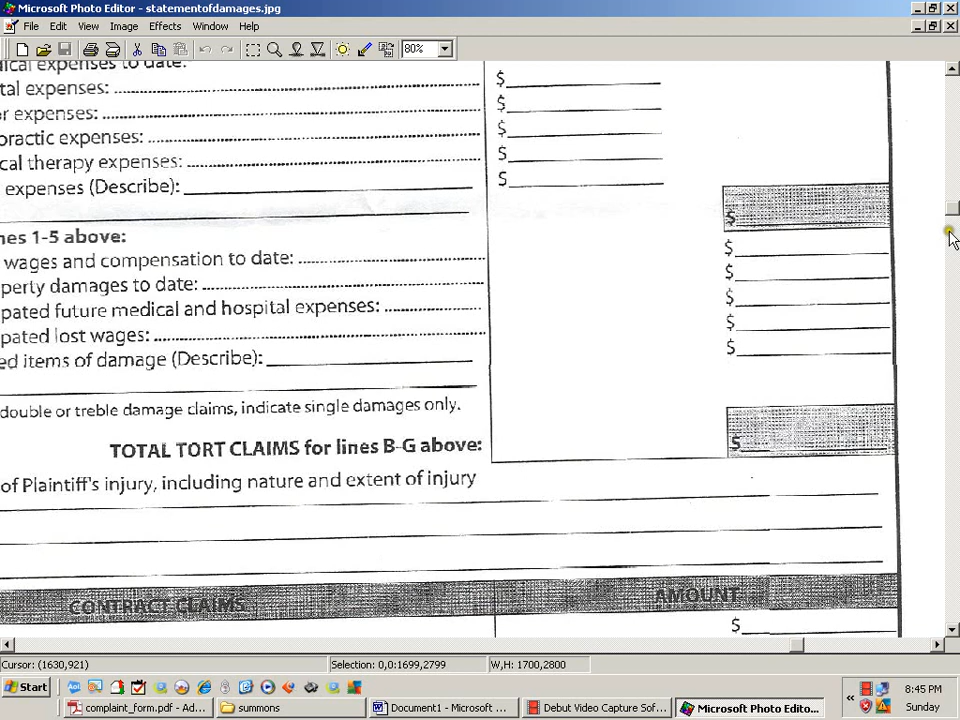 Microsoft Photo Editor - statementofdamages.jpg
File Edit View Image Effects Window Help
80%
dical expenses to date:
tal expenses: $
r expenses: $
practic expenses: $
cal therapy expenses: $
expenses (Describe): $
$
nes 1-5 above:
wages and compensation to date: $
perty damages to date: $
pated future medical and hospital expenses: $
pated lost wages: $
ed items of damage (Describe): $
double or treble damage claims, indicate single damages only.
TOTAL TORT CLAIMS for lines B-G above: $
of Plaintiff's injury, including nature and extent of injury
CONTRACT CLAIMS AMOUNT
$
Cursor: (1630,921) Selection: 0,0:1699,2799 W,H: 1700,2800
Start 8:45 PM
complaint_form.pdf - Ad... summons Document1 - Microsoft ... Debut Video Capture Sof... Microsoft Photo Edito... Sunday